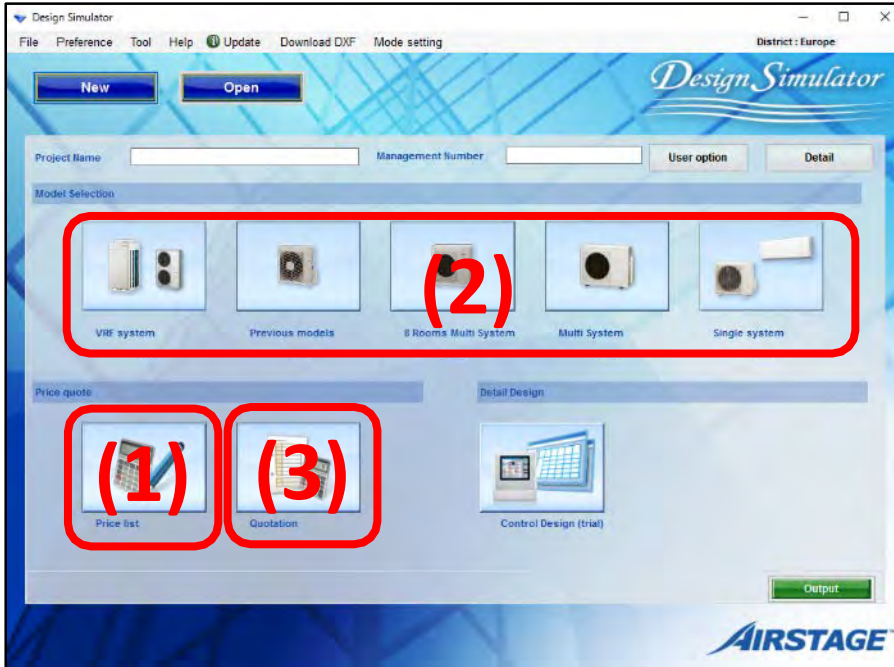 Design Simulator
File Preference Tool Help Update Download DXF Mode setting District : Europe
New Open Design Simulator
Project Name Management Number User option Detail
Model Selection
(2)
VRF system Previous models 8 Rooms Multi System Multi System Single system
Price quote Detail Design
(1) (3)
Price list Quotation Control Design (trial)
Output
AIRSTAGE